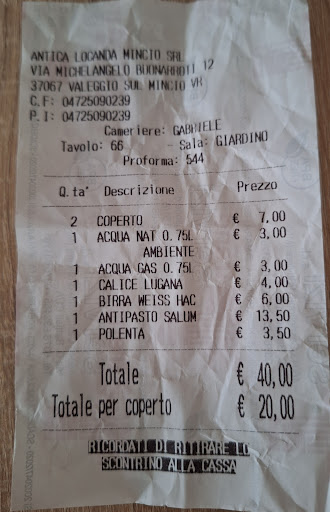 ANTICA LOCANDA MINCIO SRL
VIA MICHELANGELO BUONARROTI 12
37067 VALEGGIO SUL MINCIO VR
C.F: 04725090239
P.I: 04725090239
Cameriere: GABRIELE
Tavolo: 66 - Sala: GIARDINO
Proforma: 544
Q.ta' Descrizione Prezzo
2 COPERTO € 7,00
1 ACQUA NAT 0.75L € 3,00
AMBIENTE
1 ACQUA GAS 0.75L € 3,00
1 CALICE LUGANA € 4,00
1 BIRRA WEISS HAC € 6,00
1 ANTIPASTO SALUM € 13,50
1 POLENTA € 3,50
Totale € 40,00
Totale per coperto € 20,00
RICORDATI DI RITIRARE LO
SCONTRINO ALLA CASSA